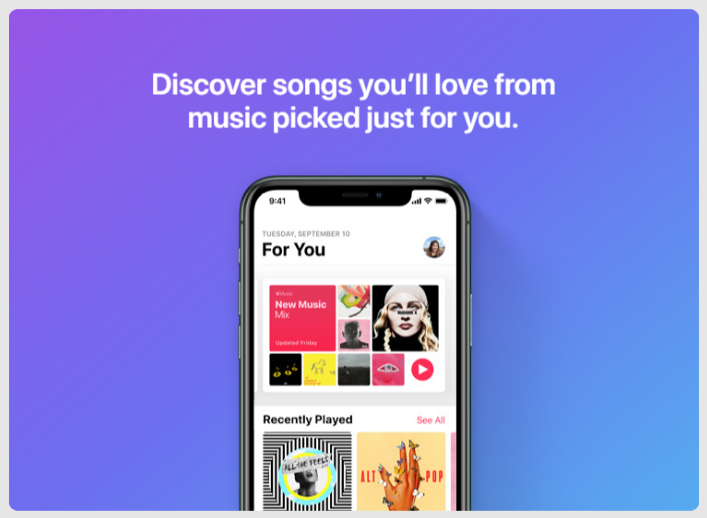 Discover songs you’ll love from
music picked just for you.
9:41
TUESDAY, SEPTEMBER 10
For You
Music
New Music
Mix
Updated Friday
MADAME X
Recently Played
See All
ALL THE FEELS
ALT POP